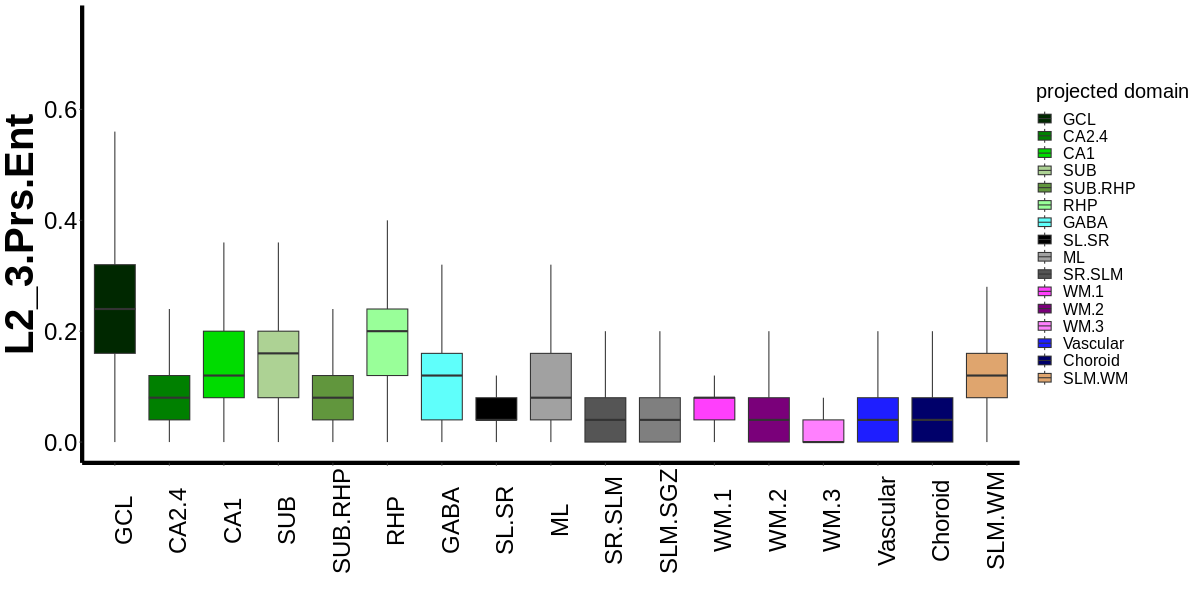 L2_3.Prs.Ent
0.6
0.4
0.2
0.0
GCL
CA2.4
CA1
SUB
SUB.RHP
RHP
GABA
SL.SR
ML
SR.SLM
SLM.SGZ
WM.1
WM.2
WM.3
Vascular
Choroid
SLM.WM
projected domain
GCL
CA2.4
CA1
SUB
SUB.RHP
RHP
GABA
SL.SR
ML
SR.SLM
WM.1
WM.2
WM.3
Vascular
Choroid
SLM.WM